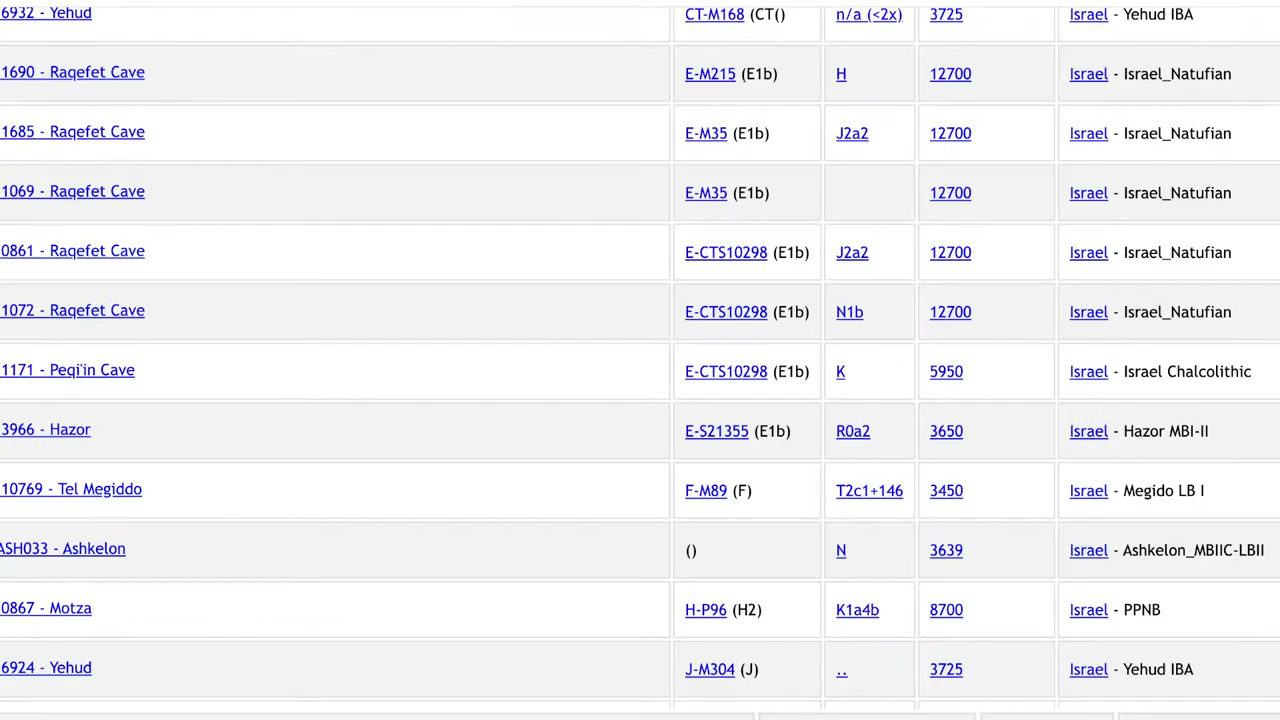 6932 - Yehud CT-M168 (CT() n/a (<2x) 3725 Israel - Yehud IBA
1690 - Raqefet Cave E-M215 (E1b) H 12700 Israel - Israel_Natufian
1685 - Raqefet Cave E-M35 (E1b) J2a2 12700 Israel - Israel_Natufian
1069 - Raqefet Cave E-M35 (E1b) 12700 Israel - Israel_Natufian
0861 - Raqefet Cave E-CTS10298 (E1b) J2a2 12700 Israel - Israel_Natufian
1072 - Raqefet Cave E-CTS10298 (E1b) N1b 12700 Israel - Israel_Natufian
1171 - Peqi'in Cave E-CTS10298 (E1b) K 5950 Israel - Israel Chalcolithic
3966 - Hazor E-S21355 (E1b) R0a2 3650 Israel - Hazor MBI-II
10769 - Tel Megiddo F-M89 (F) T2c1+146 3450 Israel - Megido LB I
ASH033 - Ashkelon () N 3639 Israel - Ashkelon_MBIIC-LBII
0867 - Motza H-P96 (H2) K1a4b 8700 Israel - PPNB
6924 - Yehud J-M304 (J) .. 3725 Israel - Yehud IBA